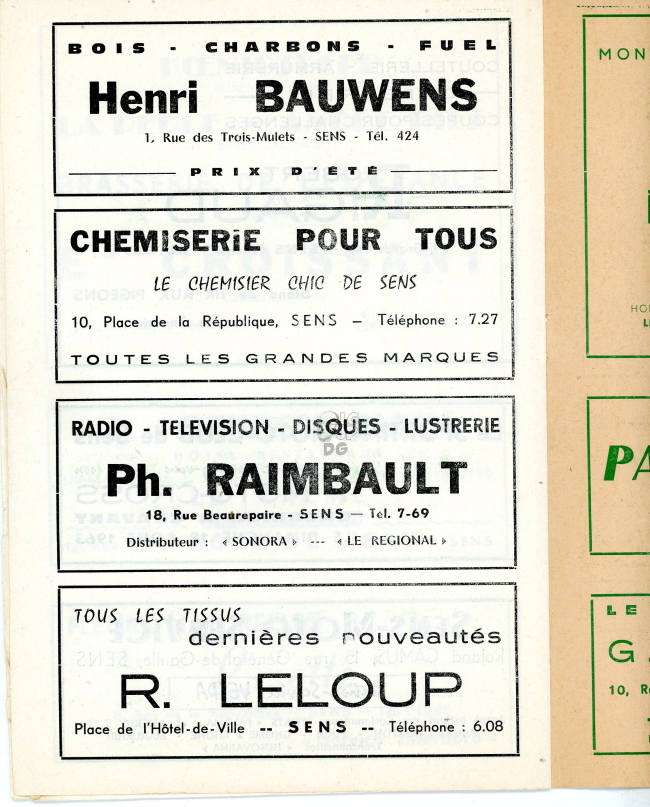 BOIS - CHARBONS - FUEL
Henri BAUWENS
1, Rue des Trois-Mulets - SENS - Tél. 424
PRIX D'ÉTÉ
CHEMISERIE POUR TOUS
LE CHEMISIER CHIC DE SENS
10, Place de la République, SENS — Téléphone : 7.27
TOUTES LES GRANDES MARQUES
RADIO - TELEVISION - DISQUES - LUSTRERIE
DG
Ph. RAIMBAULT
18, Rue Beaurepaire - SENS — Tél. 7-69
Distributeur : « SONORA » --- « LE REGIONAL »
TOUS LES TISSUS
dernières nouveautés
R. LELOUP
Place de l'Hôtel-de-Ville -- SENS -- Téléphone : 6.08
MON
PA
LE
G
10, R